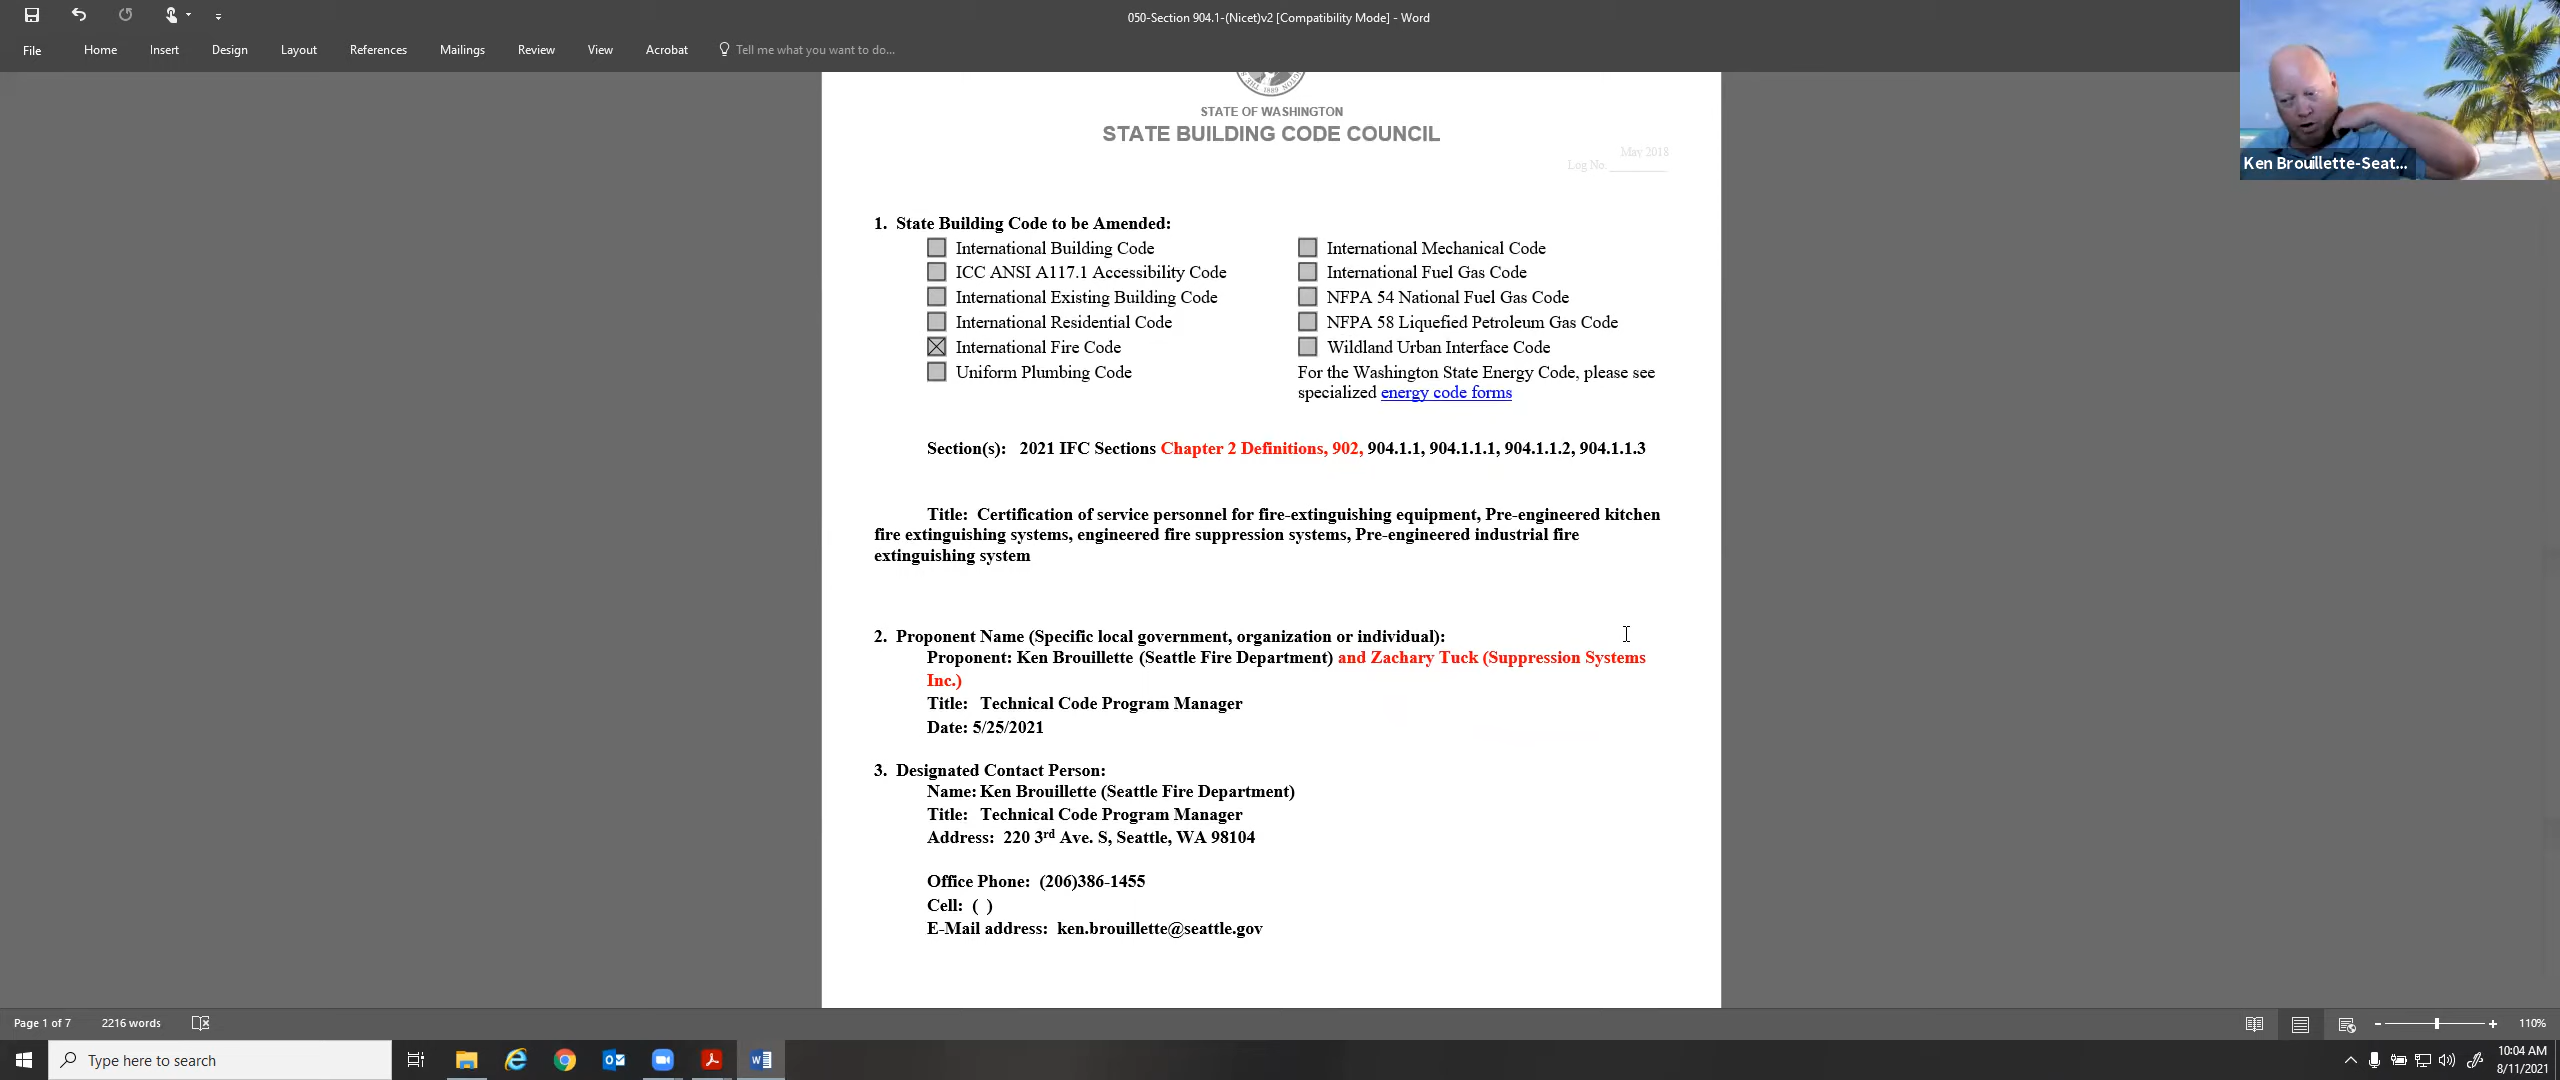 050-Section 904.1-(Nicet)v2 [Compatibility Mode] - Word
File Home Insert Design Layout References Mailings Review View Acrobat Tell me what you want to do...
Ken Brouillette-Seat...
1889
STATE OF WASHINGTON
STATE BUILDING CODE COUNCIL
May 2018
Log No. __________
1. State Building Code to be Amended:
International Building Code
ICC ANSI A117.1 Accessibility Code
International Existing Building Code
International Residential Code
International Fire Code
Uniform Plumbing Code
International Mechanical Code
International Fuel Gas Code
NFPA 54 National Fuel Gas Code
NFPA 58 Liquefied Petroleum Gas Code
Wildland Urban Interface Code
For the Washington State Energy Code, please see
specialized energy code forms
Section(s): 2021 IFC Sections Chapter 2 Definitions, 902, 904.1.1, 904.1.1.1, 904.1.1.2, 904.1.1.3
Title: Certification of service personnel for fire-extinguishing equipment, Pre-engineered kitchen
fire extinguishing systems, engineered fire suppression systems, Pre-engineered industrial fire
extinguishing system
2. Proponent Name (Specific local government, organization or individual):
Proponent: Ken Brouillette (Seattle Fire Department) and Zachary Tuck (Suppression Systems
Inc.)
Title: Technical Code Program Manager
Date: 5/25/2021
3. Designated Contact Person:
Name: Ken Brouillette (Seattle Fire Department)
Title: Technical Code Program Manager
Address: 220 3rd Ave. S, Seattle, WA 98104
Office Phone: (206)386-1455
Cell: ( )
E-Mail address: ken.brouillette@seattle.gov
Page 1 of 7 2216 words
110%
Type here to search
10:04 AM
8/11/2021